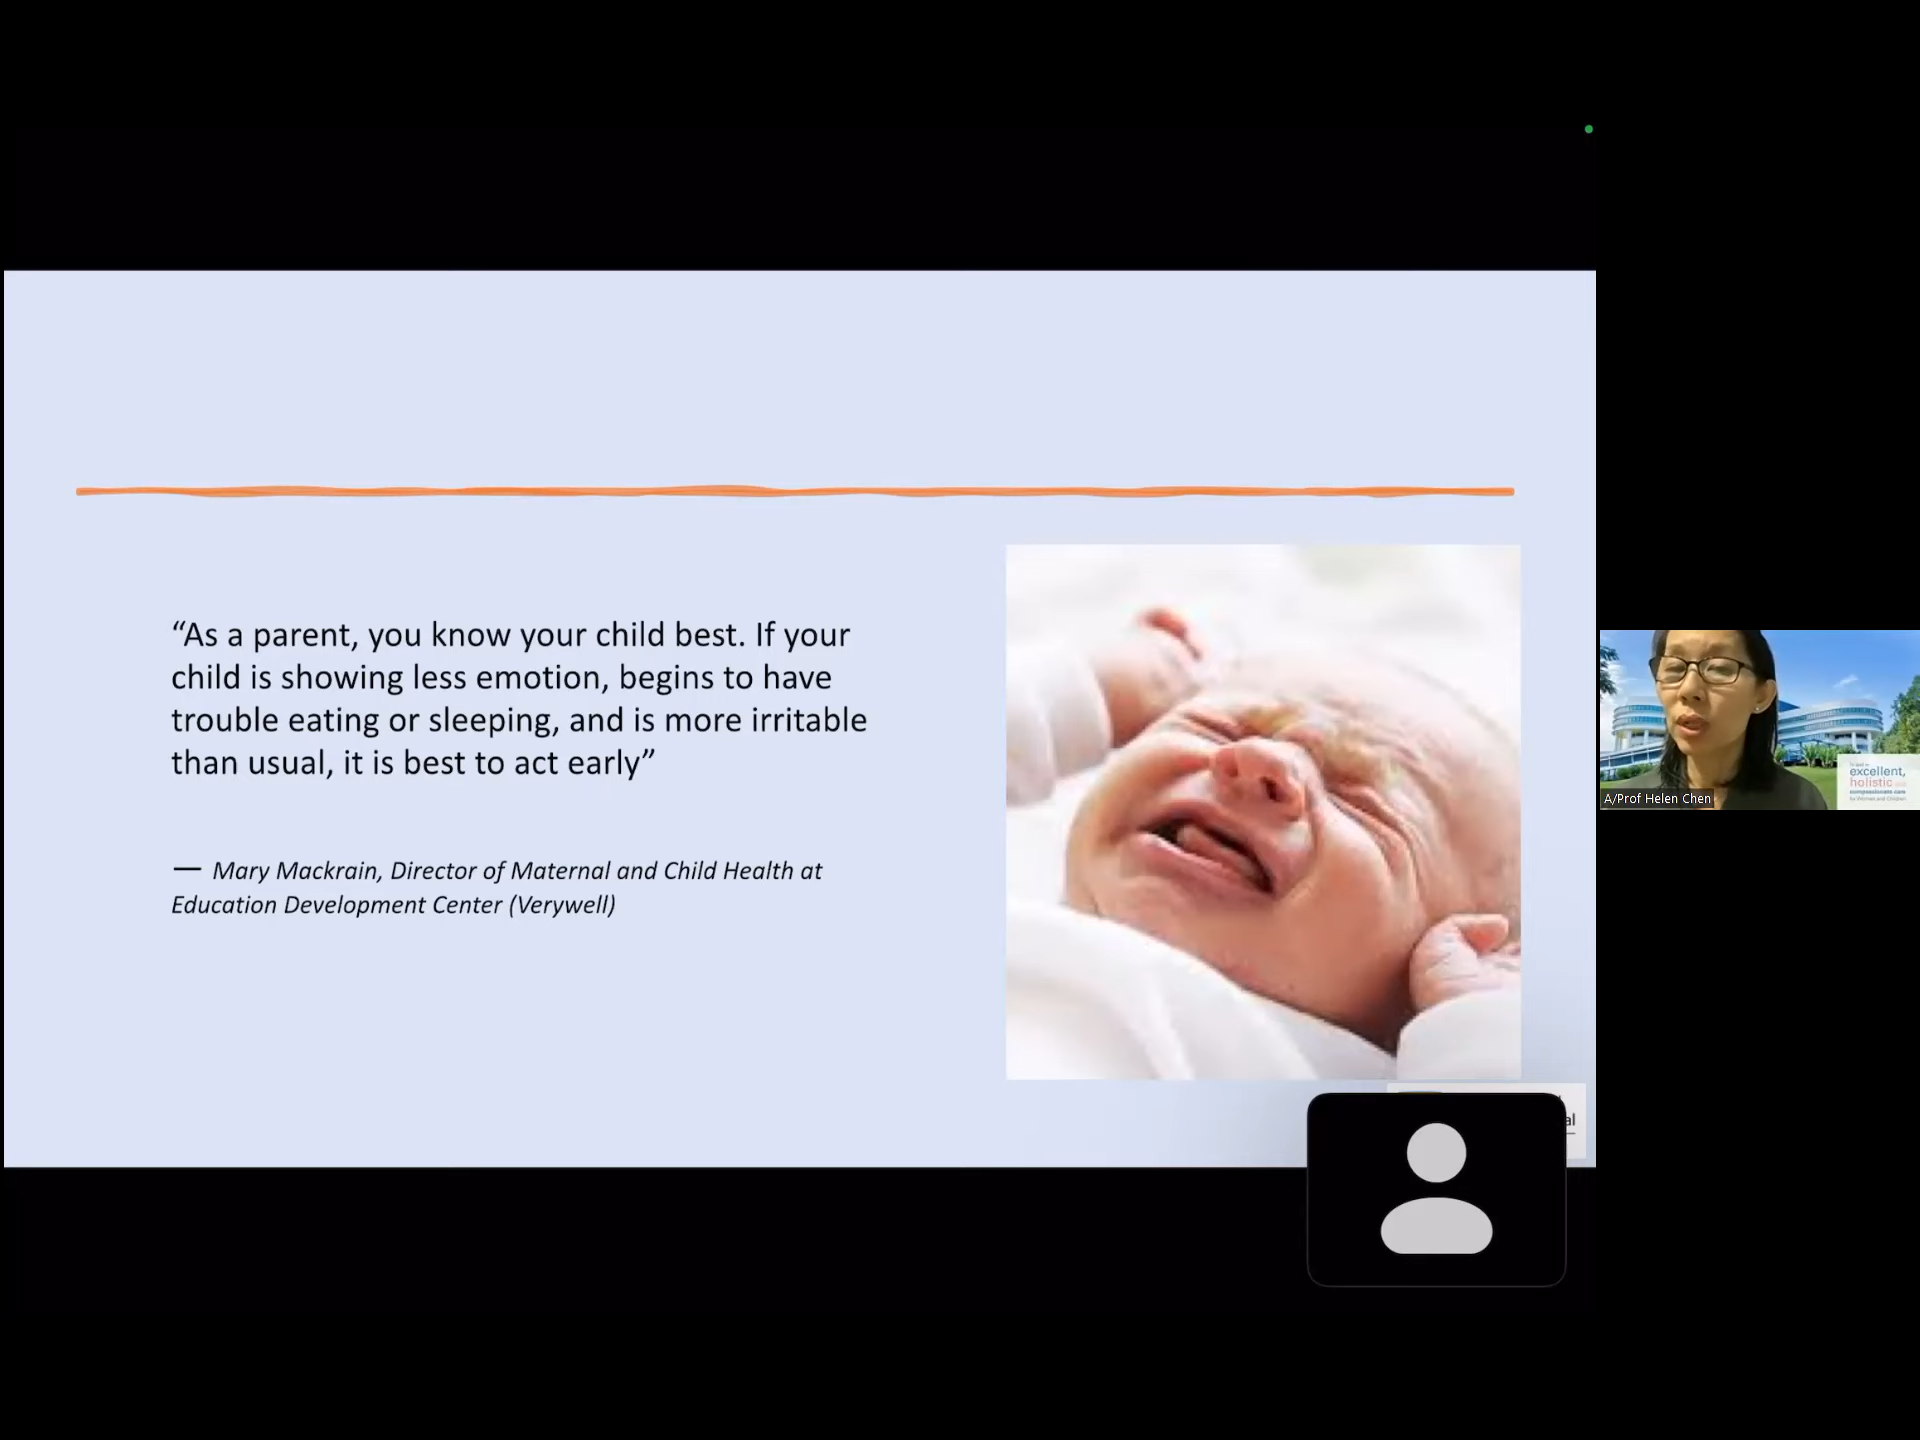 “As a parent, you know your child best. If your
child is showing less emotion, begins to have
trouble eating or sleeping, and is more irritable
than usual, it is best to act early”
— Mary Mackrain, Director of Maternal and Child Health at
Education Development Center (Verywell)
excellent,
holistic and
compassionate care
for Women and Children
A/Prof Helen Chen